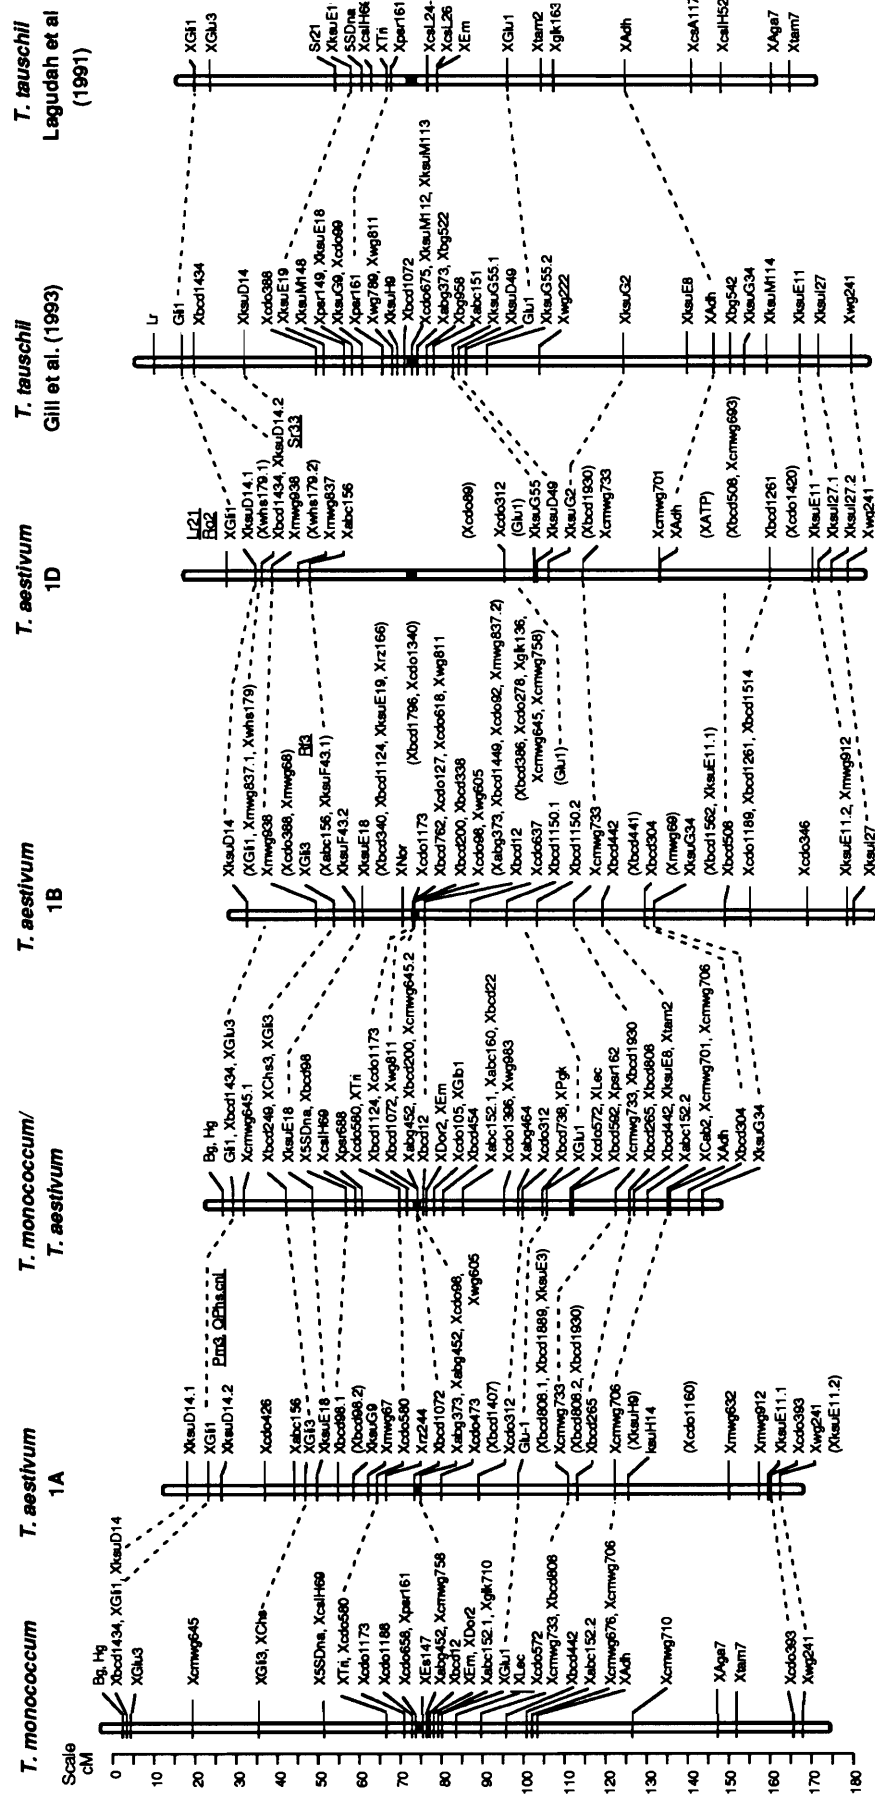 Scale
cM
0
10
20
30
40
50
60
70
80
90
100
110
120
130
140
150
160
170
180
T. monococcum
Bg, Hg
Xbcd1434, XGli1, XksuD14
XGlu3
Xcmwg645
XGli3, XChs
X5SDna, XcslH69
XTri, Xcdo580
Xcdo1173
Xcdo1188
Xcdo658, Xpsr161
XEs147
Xabg452, Xcmwg758
Xbcd12
XEm, XDor2
Xabc152.1, Xglk710
XGlu1
XLec
Xcdo572
Xcmwg733, Xbcd808
Xbcd442
Xabc152.2
Xcmwg676, Xcmwg706
XAdh
Xcmwg710
XAga7
Xtam7
Xcdo393
Xwg241
T. aestivum
1A
XksuD14.1
XGli1
Pm3, QPhs.cnl
XksuD14.2
Xcdo426
Xabc156
XGli3
XksuE18
Xbcd98.1
(Xbcd98.2)
XksuG9
Xmwg67
Xcdo580
Xrz244
Xbcd1072
Xabg373, Xabg452, Xcdo98,
Xwg605
Xcdo473
(Xbcd1407)
Xcdo312
Glu-1
(Xbcd808.1, Xbcd1889, XksuE3)
Xcmwg733
(Xbcd808.2, Xbcd1930)
Xbcd265
Xcmwg706
(XksuH9)
ksuH14
(Xcdo1160)
Xmwg632
Xmwg912
XksuE11.1
Xcdo393
Xwg241
(XksuE11.2)
T. monococcum/
T. aestivum
Bg, Hg
Gli1, Xbcd1434, XGlu3
Xcmwg645.1
Xbcd249, XChs3, XGli3
XksuE18
X5SDna, Xbcd98
XcslH69
Xpsr688
Xcdo580, XTri
Xbcd1124, Xcdo1173
Xbcd1072, Xwg811
Xabg452, Xbcd200, Xcmwg645.2
Xbcd12
XDor2, XEm
Xcdo105, XGlb1
Xbcd454
Xabc152.1, Xabc160, Xbcd22
Xcdo1396, Xwg983
Xabg464
Xcdo312
Xbcd738, XPgk
XGlu1
Xcdo572, XLec
Xbcd592, Xpsr162
Xcmwg733, Xbcd1930
Xbcd265, Xbcd808
Xbcd442, XksuE8, Xtam2
Xabc152.2
XCab2, Xcmwg701, Xcmwg706
XAdh
Xbcd304
XksuG34
T. aestivum
1B
XksuD14
(XGli1, Xmwg837.1, Xwhs179)
Xmwg938
(Xcdo388, Xmwg68)
XGli3
Rf3
(Xabc156, XksuF43.1)
XksuF43.2
XksuE18
(Xbcd340, Xbcd1124, XksuE19, Xrz166)
XNor
(Xbcd1796, Xcdo1340)
Xcdo1173
Xbcd762, Xcdo127, Xcdo618, Xwg811
Xbcd200, Xbcd338
Xcdo98, Xwg605
(Xabg373, Xbcd1449, Xcdo92, Xmwg837.2)
Xbcd12
(Xbcd386, Xcdo278, Xglk136,
Xcmwg645, Xcmwg758)
Xcdo637
(Glu1)
Xbcd1150.1
Xbcd1150.2
Xcmwg733
Xbcd442
(Xbcd441)
Xbcd304
(Xmwg69)
XksuG34
(Xbcd1562, XksuE11.1)
Xbcd508
Xcdo1189, Xbcd1261, Xbcd1514
Xcdo346
XksuE11.2, Xmwg912
XksuI27
T. aestivum
1D
Lr21
Rg2
XGli1
XksuD14.1
(Xwhs179.1)
Xbcd1434, XksuD14.2
Sr33
Xmwg938
(Xwhs179.2)
Xmwg837
Xabc156
(Xcdo89)
Xcdo312
(Glu1)
XksuG55
XksuD49
XksuG2
(Xbcd1930)
Xcmwg733
Xcmwg701
XAdh
(XATP)
(Xbcd508, Xcmwg693)
Xbcd1261
(Xcdo1420)
XksuE11
XksuI27.1
XksuI27.2
Xwg241
T. tauschii
Gill et al. (1993)
Lr
Gli1
Xbcd1434
XksuD14
Xcdo388
XksuE19
XksuM148
Xpsr149, XksuE18
XksuG9, Xcdo99
Xpsr161
Xwg789, Xwg811
XksuH9
Xbcd1072
Xcdo675, XksuM112, XksuM113
Xabg373, Xbg522
Xbg958
Xabc151
XksuG55.1
XksuD49
Glu1
XksuG55.2
Xwg222
XksuG2
XksuE8
XAdh
Xbg542
XksuG34
XksuM114
XksuE11
XksuI27
Xwg241
T. tauschii
Lagudah et al
(1991)
XGli1
XGlu3
Sr21
XksuE1
5SDna
XcslH6
XTri
Xpsr161
XcsL24-
XcsL26
XEm
XGlu1
Xtam2
Xglk163
XAdh
XcsA117
XcslH52
XAga7
Xtam7